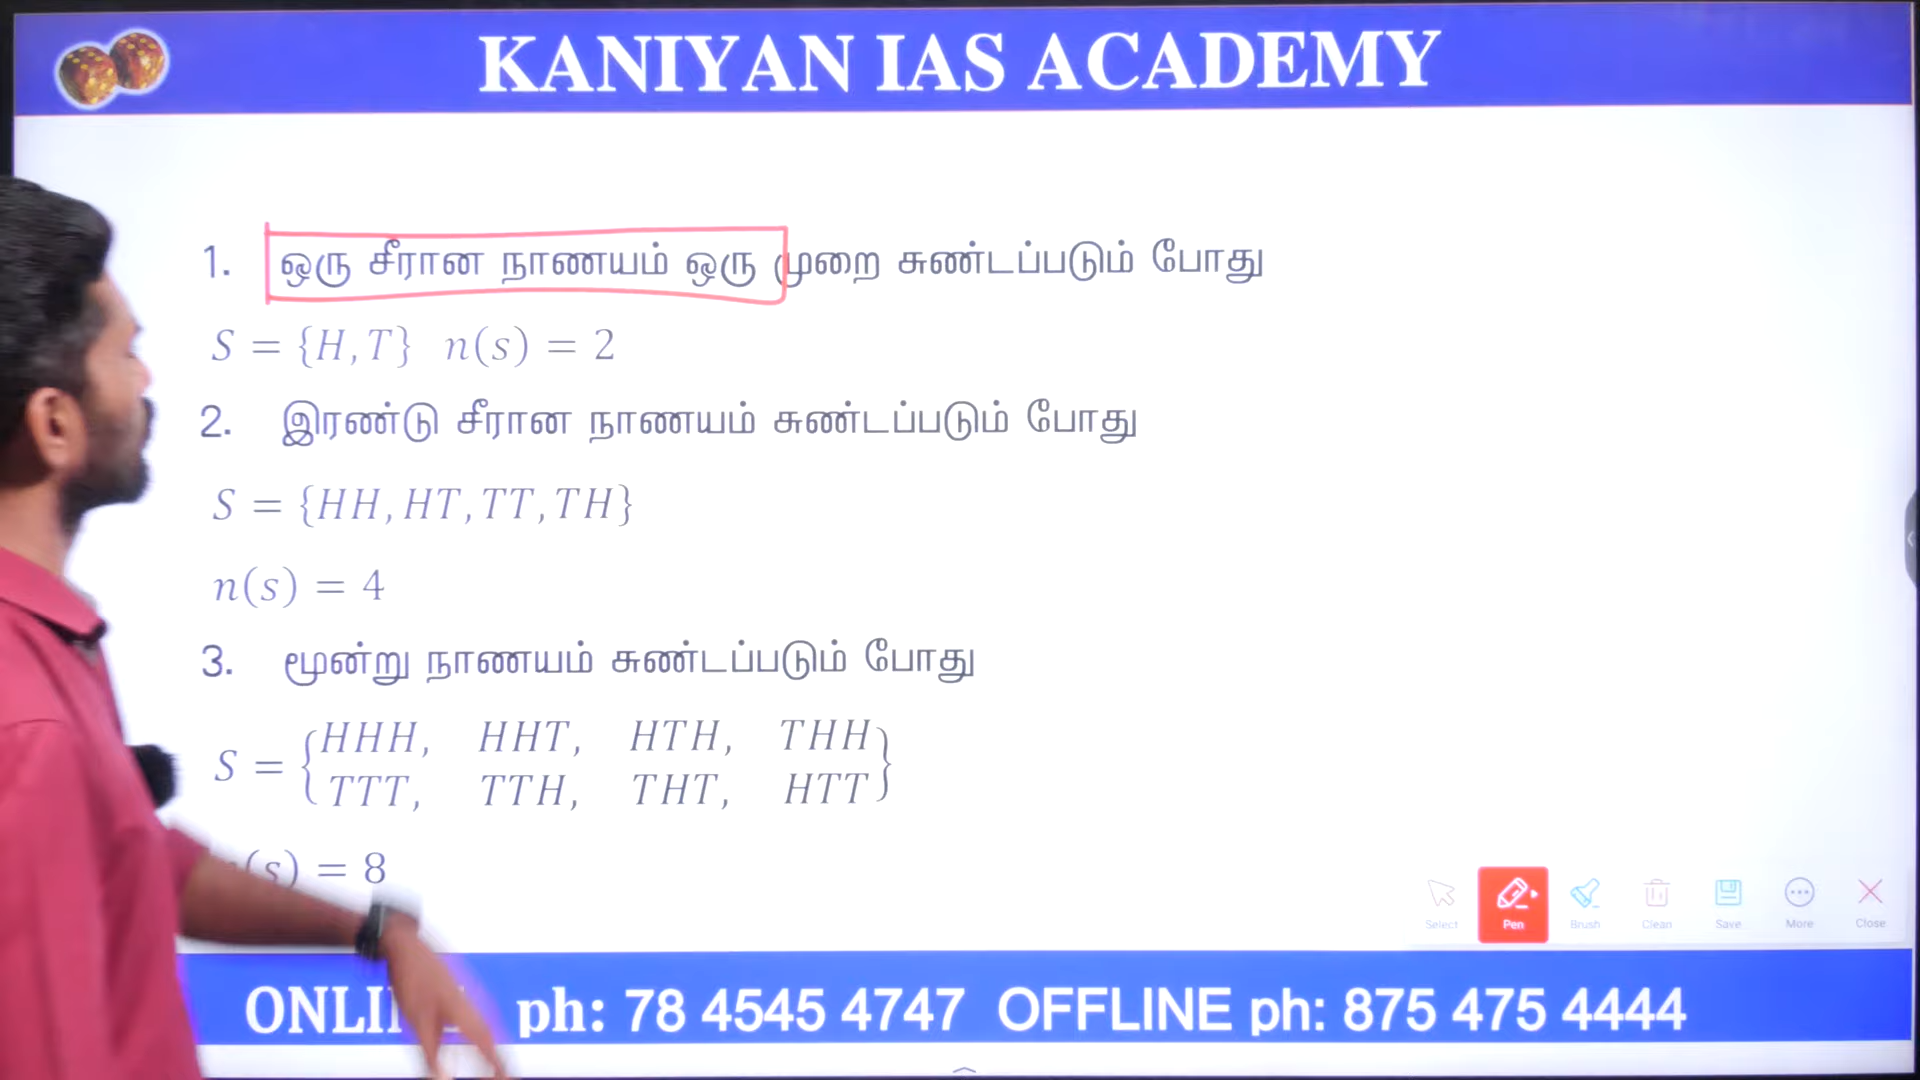 KANIYAN IAS ACADEMY
1. ஒரு சீரான நாணயம் ஒரு முறை சுண்டப்படும் போது
S = {H,T} n(s) = 2
2. இரண்டு சீரான நாணயம் சுண்டப்படும் போது
S = {HH,HT,TT,TH}
n(s) = 4
3. மூன்று நாணயம் சுண்டப்படும் போது
S = {HHH, HHT, HTH, THH
TTT, TTH, THT, HTT}
(s) = 8
Select Pen Brush Clean Save More Close
ph: 78 4545 4747 OFFLINE ph: 875 475 4444